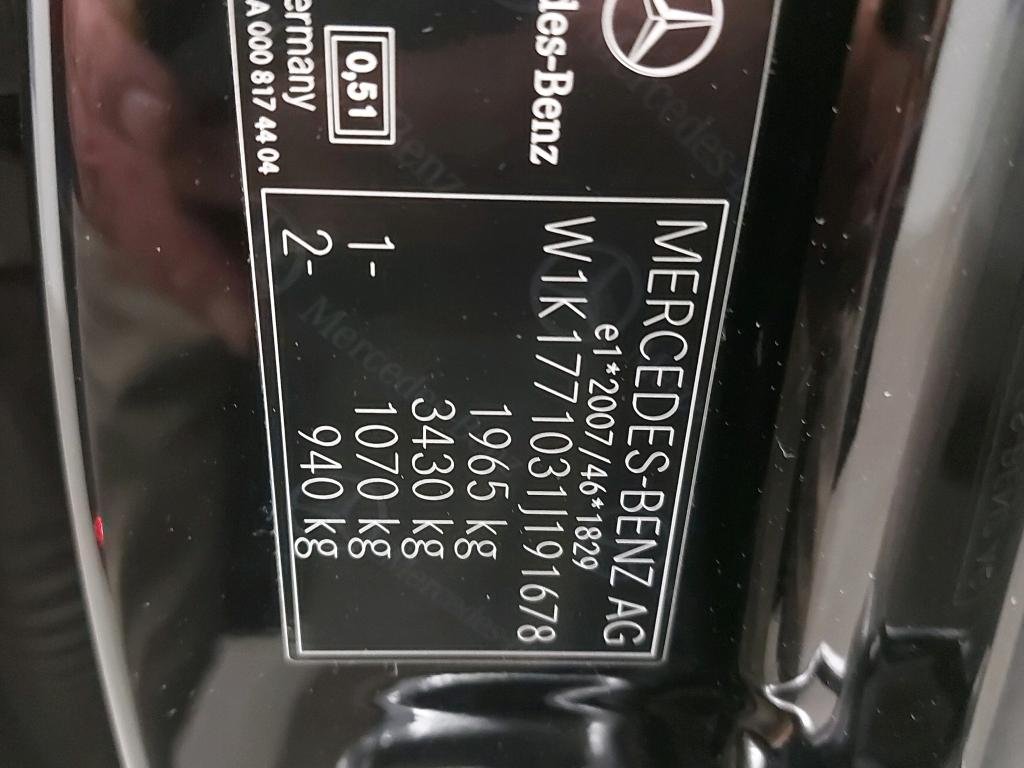 des-Benz
0,51
ermany
A 000 817 44 04
MERCEDES-BENZ AG
e1*2007/46*1829
W1K1771031J191678
1965 kg
3430 kg
1- 1070 kg
2- 940 kg